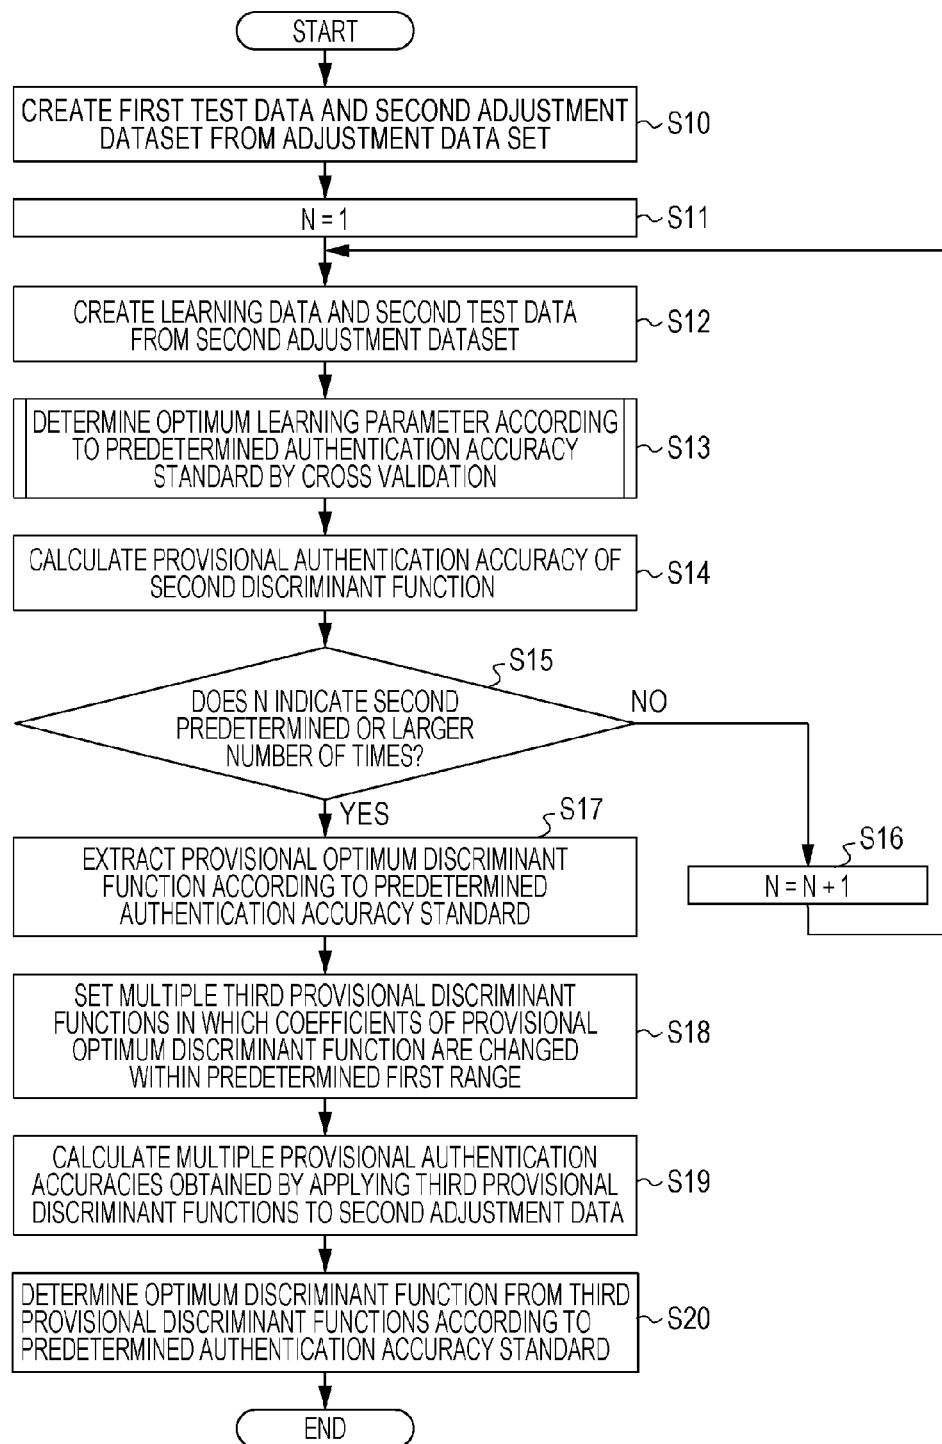 START
CREATE FIRST TEST DATA AND SECOND ADJUSTMENT
DATASET FROM ADJUSTMENT DATA SET
S10
N = 1
S11
CREATE LEARNING DATA AND SECOND TEST DATA
FROM SECOND ADJUSTMENT DATASET
S12
DETERMINE OPTIMUM LEARNING PARAMETER ACCORDING
TO PREDETERMINED AUTHENTICATION ACCURACY
STANDARD BY CROSS VALIDATION
S13
CALCULATE PROVISIONAL AUTHENTICATION ACCURACY OF
SECOND DISCRIMINANT FUNCTION
S14
S15
DOES N INDICATE SECOND
PREDETERMINED OR LARGER
NUMBER OF TIMES?
NO
YES
S17
EXTRACT PROVISIONAL OPTIMUM DISCRIMINANT
FUNCTION ACCORDING TO PREDETERMINED
AUTHENTICATION ACCURACY STANDARD
S16
N = N + 1
SET MULTIPLE THIRD PROVISIONAL DISCRIMINANT
FUNCTIONS IN WHICH COEFFICIENTS OF PROVISIONAL
OPTIMUM DISCRIMINANT FUNCTION ARE CHANGED
WITHIN PREDETERMINED FIRST RANGE
S18
CALCULATE MULTIPLE PROVISIONAL AUTHENTICATION
ACCURACIES OBTAINED BY APPLYING THIRD PROVISIONAL
DISCRIMINANT FUNCTIONS TO SECOND ADJUSTMENT DATA
S19
DETERMINE OPTIMUM DISCRIMINANT FUNCTION FROM THIRD
PROVISIONAL DISCRIMINANT FUNCTIONS ACCORDING TO
PREDETERMINED AUTHENTICATION ACCURACY STANDARD
S20
END